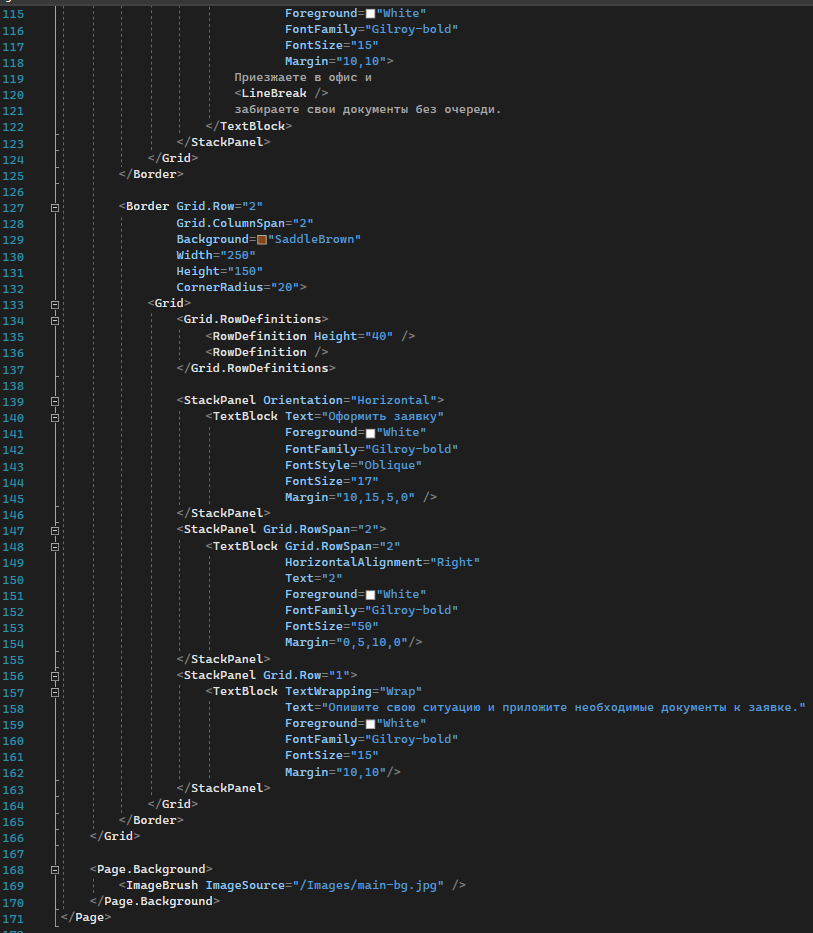 115 Foreground="White"
116 FontFamily="Gilroy-bold"
117 FontSize="15"
118 Margin="10,10">
119 Приезжаете в офис и
120 <LineBreak />
121 забираете свои документы без очереди.
122 </TextBlock>
123 </StackPanel>
124 </Grid>
125 </Border>
126
127 <Border Grid.Row="2"
128 Grid.ColumnSpan="2"
129 Background="SaddleBrown"
130 Width="250"
131 Height="150"
132 CornerRadius="20">
133 <Grid>
134 <Grid.RowDefinitions>
135 <RowDefinition Height="40" />
136 <RowDefinition />
137 </Grid.RowDefinitions>
138
139 <StackPanel Orientation="Horizontal">
140 <TextBlock Text="Оформить заявку"
141 Foreground="White"
142 FontFamily="Gilroy-bold"
143 FontStyle="Oblique"
144 FontSize="17"
145 Margin="10,15,5,0" />
146 </StackPanel>
147 <StackPanel Grid.RowSpan="2">
148 <TextBlock Grid.RowSpan="2"
149 HorizontalAlignment="Right"
150 Text="2"
151 Foreground="White"
152 FontFamily="Gilroy-bold"
153 FontSize="50"
154 Margin="0,5,10,0"/>
155 </StackPanel>
156 <StackPanel Grid.Row="1">
157 <TextBlock TextWrapping="Wrap"
158 Text="Опишите свою ситуацию и приложите необходимые документы к заявке."
159 Foreground="White"
160 FontFamily="Gilroy-bold"
161 FontSize="15"
162 Margin="10,10"/>
163 </StackPanel>
164 </Grid>
165 </Border>
166 </Grid>
167
168 <Page.Background>
169 <ImageBrush ImageSource="/Images/main-bg.jpg" />
170 </Page.Background>
171 </Page>